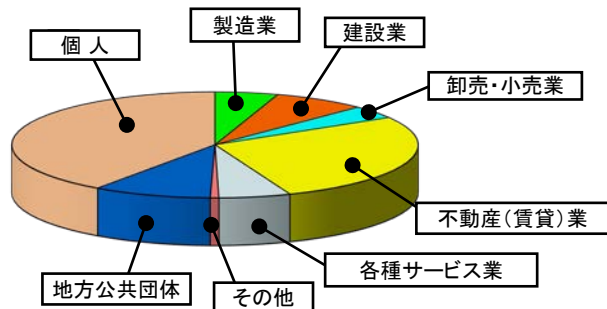 製造業
建設業
個 人
卸売・小売業
不動産(賃貸)業
各種サービス業
地方公共団体
その他